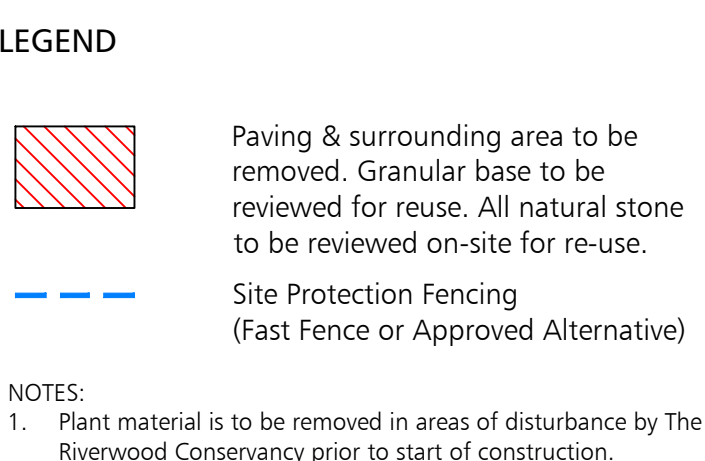 LEGEND
Paving & surrounding area to be
removed. Granular base to be
reviewed for reuse. All natural stone
to be reviewed on-site for re-use.
Site Protection Fencing
(Fast Fence or Approved Alternative)
NOTES:
1. Plant material is to be removed in areas of disturbance by The
Riverwood Conservancy prior to start of construction.